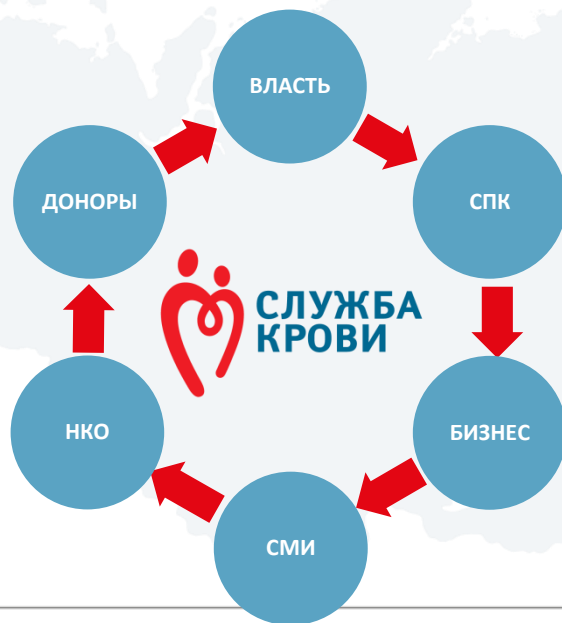 ВЛАСТЬ
ДОНОРЫ
СПК
СЛУЖБА
КРОВИ
НКО
БИЗНЕС
СМИ